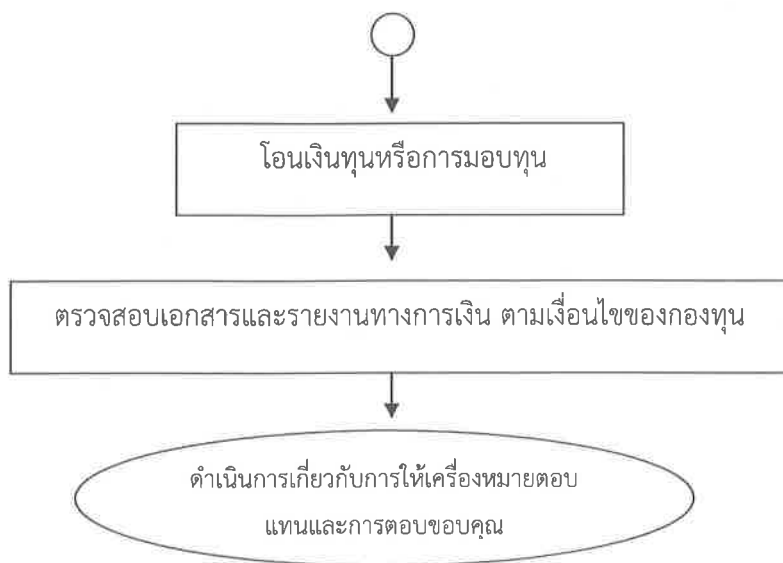 โอนเงินทุนหรือการมอบทุน
ตรวจสอบเอกสารและรายงานทางการเงิน ตามเงื่อนไขของกองทุน
ดำเนินการเกี่ยวกับการให้เครื่องหมายตอบ
แทนและการตอบขอบคุณ